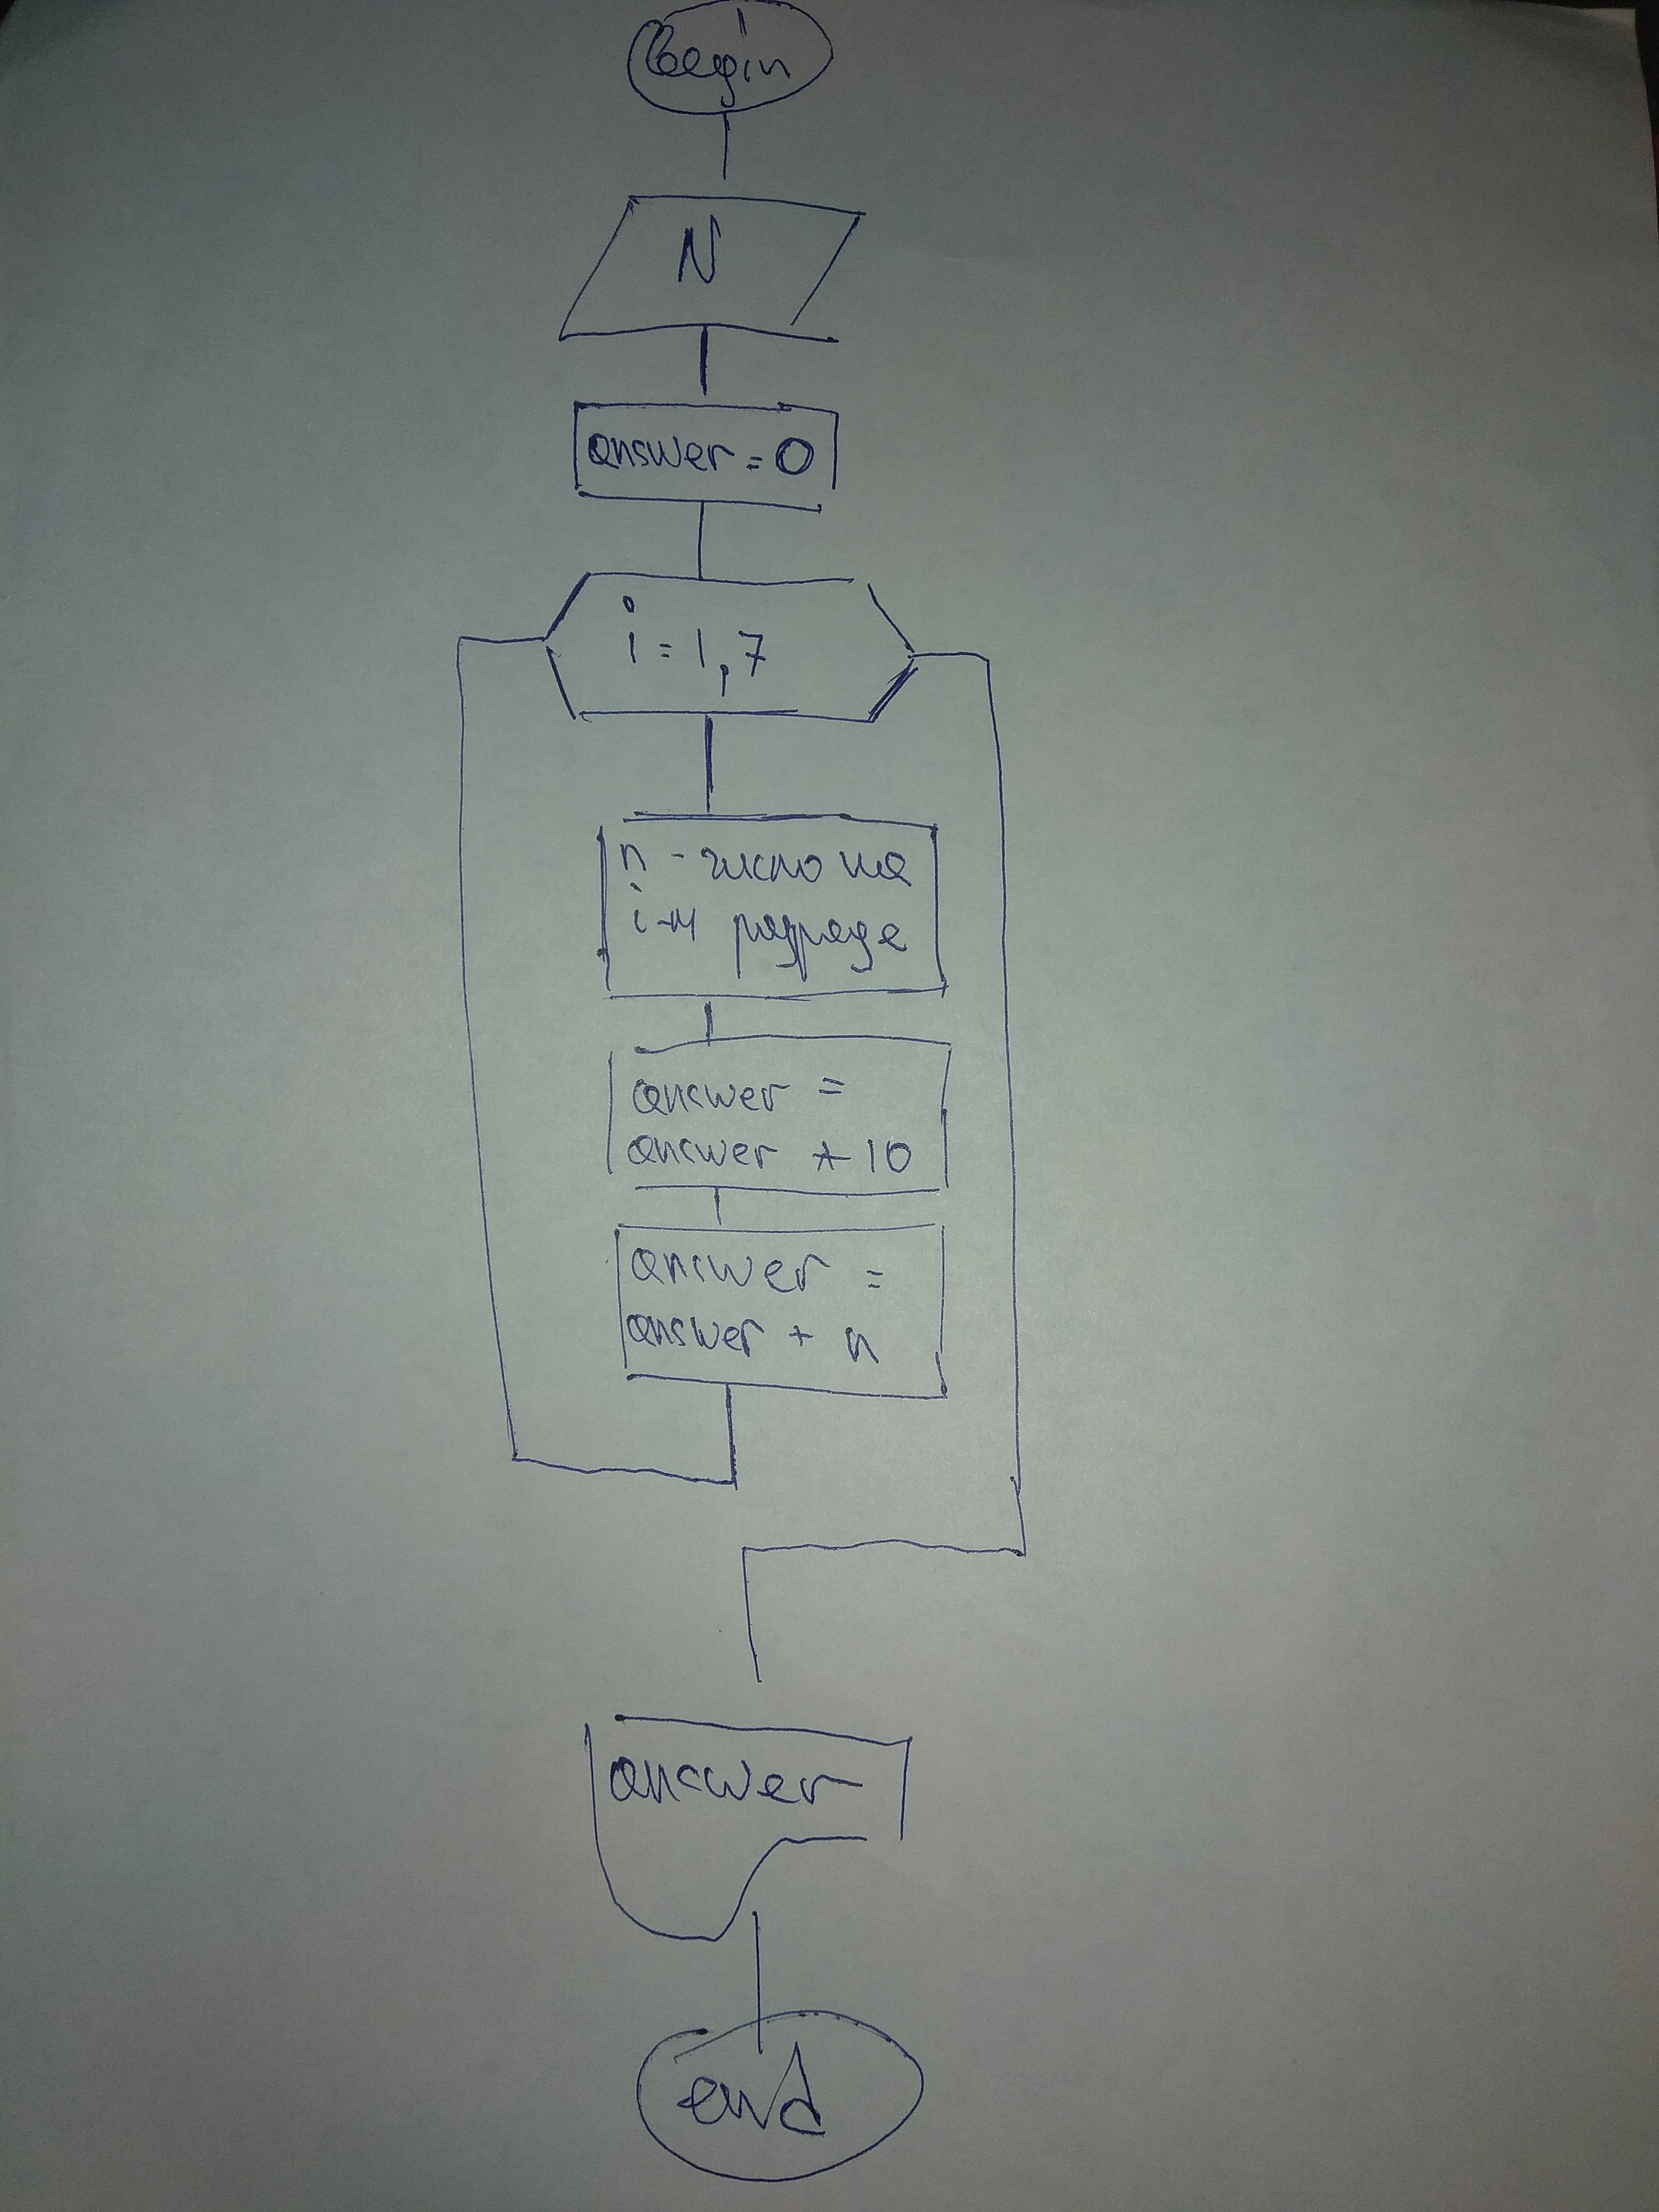 begin
N
answer = 0
i = 1,7
n - число на
i-м разряде
answer =
answer * 10
answer =
answer + n
answer
end